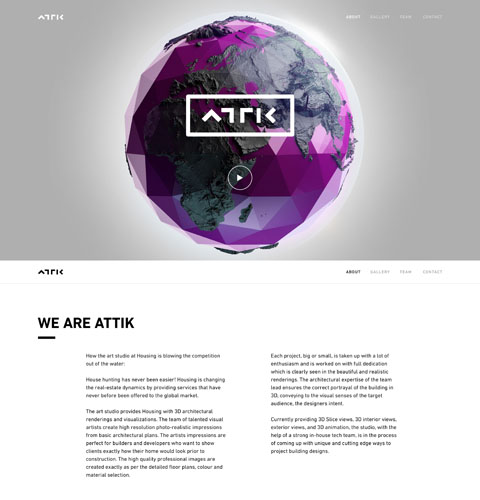 ATTIK
ABOUT GALLERY TEAM CONTACT
ATTIK
ATTIK
ABOUT GALLERY TEAM CONTACT
WE ARE ATTIK
How the art studio at Housing is blowing the competition
out of the water:
House hunting has never been easier! Housing is changing
the real-estate dynamics by providing services that have
never before been offered to the global market.
The art studio provides Housing with 3D architectural
renderings and visualizations. The team of talented visual
artists create high resolution photo-realistic impressions
from basic architectural plans. The artists impressions are
perfect for builders and developers who want to show
clients exactly how their home would look prior to
construction. The high quality professional images are
created exactly as per the detailed floor plans, colour and
material selection.
Each project, big or small, is taken up with a lot of
enthusiasm and is worked on with full dedication
which is clearly seen in the beautiful and realistic
renderings. The architectural expertise of the team
lead ensures the correct portrayal of the building in
3D; conveying to the visual senses of the target
audience, the designers intent.
Currently providing 3D Slice views, 3D interior views,
exterior views, and 3D animation, the studio, with the
help of a strong in-house tech team, is in the process
of coming up with unique and cutting edge ways to
project building designs.